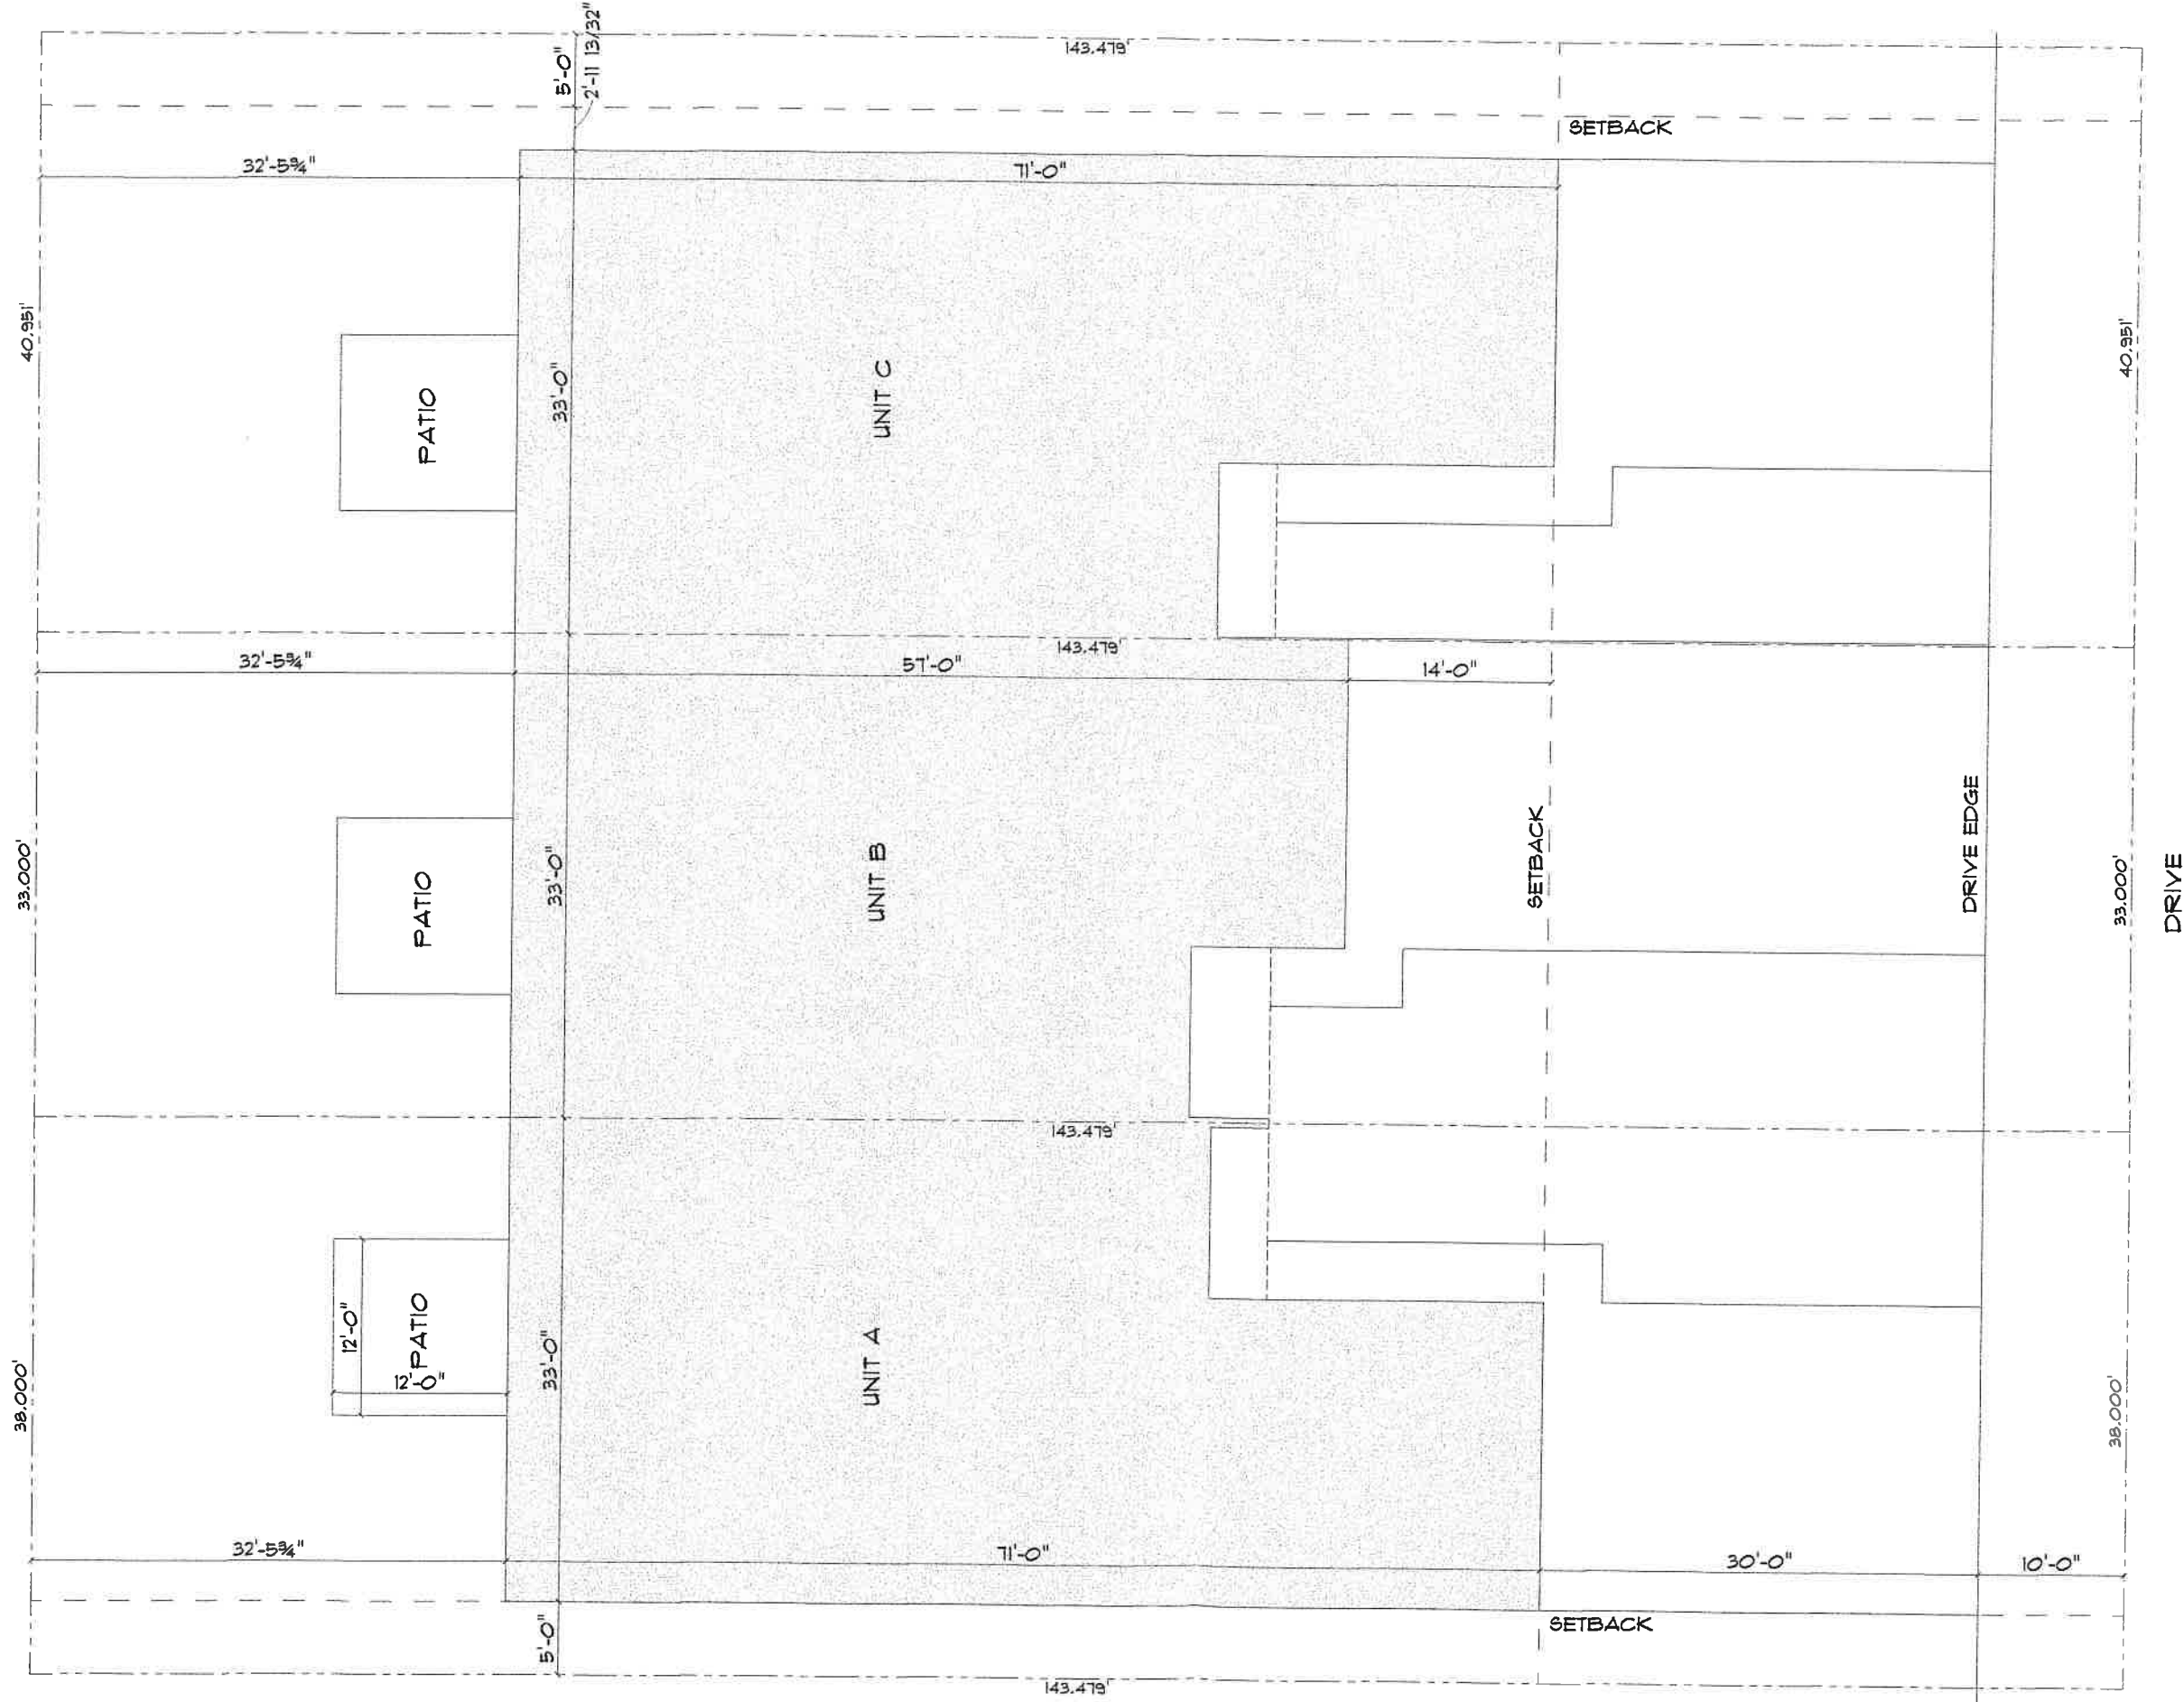 5'-0"
2'-11 13/32"
143.479'
SETBACK
32'-5¾"
71'-0"
40.951'
40.951'
PATIO
33'-0"
UNIT C
143.479'
32'-5¾"
57'-0"
14'-0"
33.000'
PATIO
33'-0"
UNIT B
SETBACK
DRIVE EDGE
33.000'
DRIVE
143.479'
38.000'
12'-0"
PATIO
12'-0"
33'-0"
UNIT A
38.000'
32'-5¾"
71'-0"
30'-0"
10'-0"
5'-0"
SETBACK
143.479'